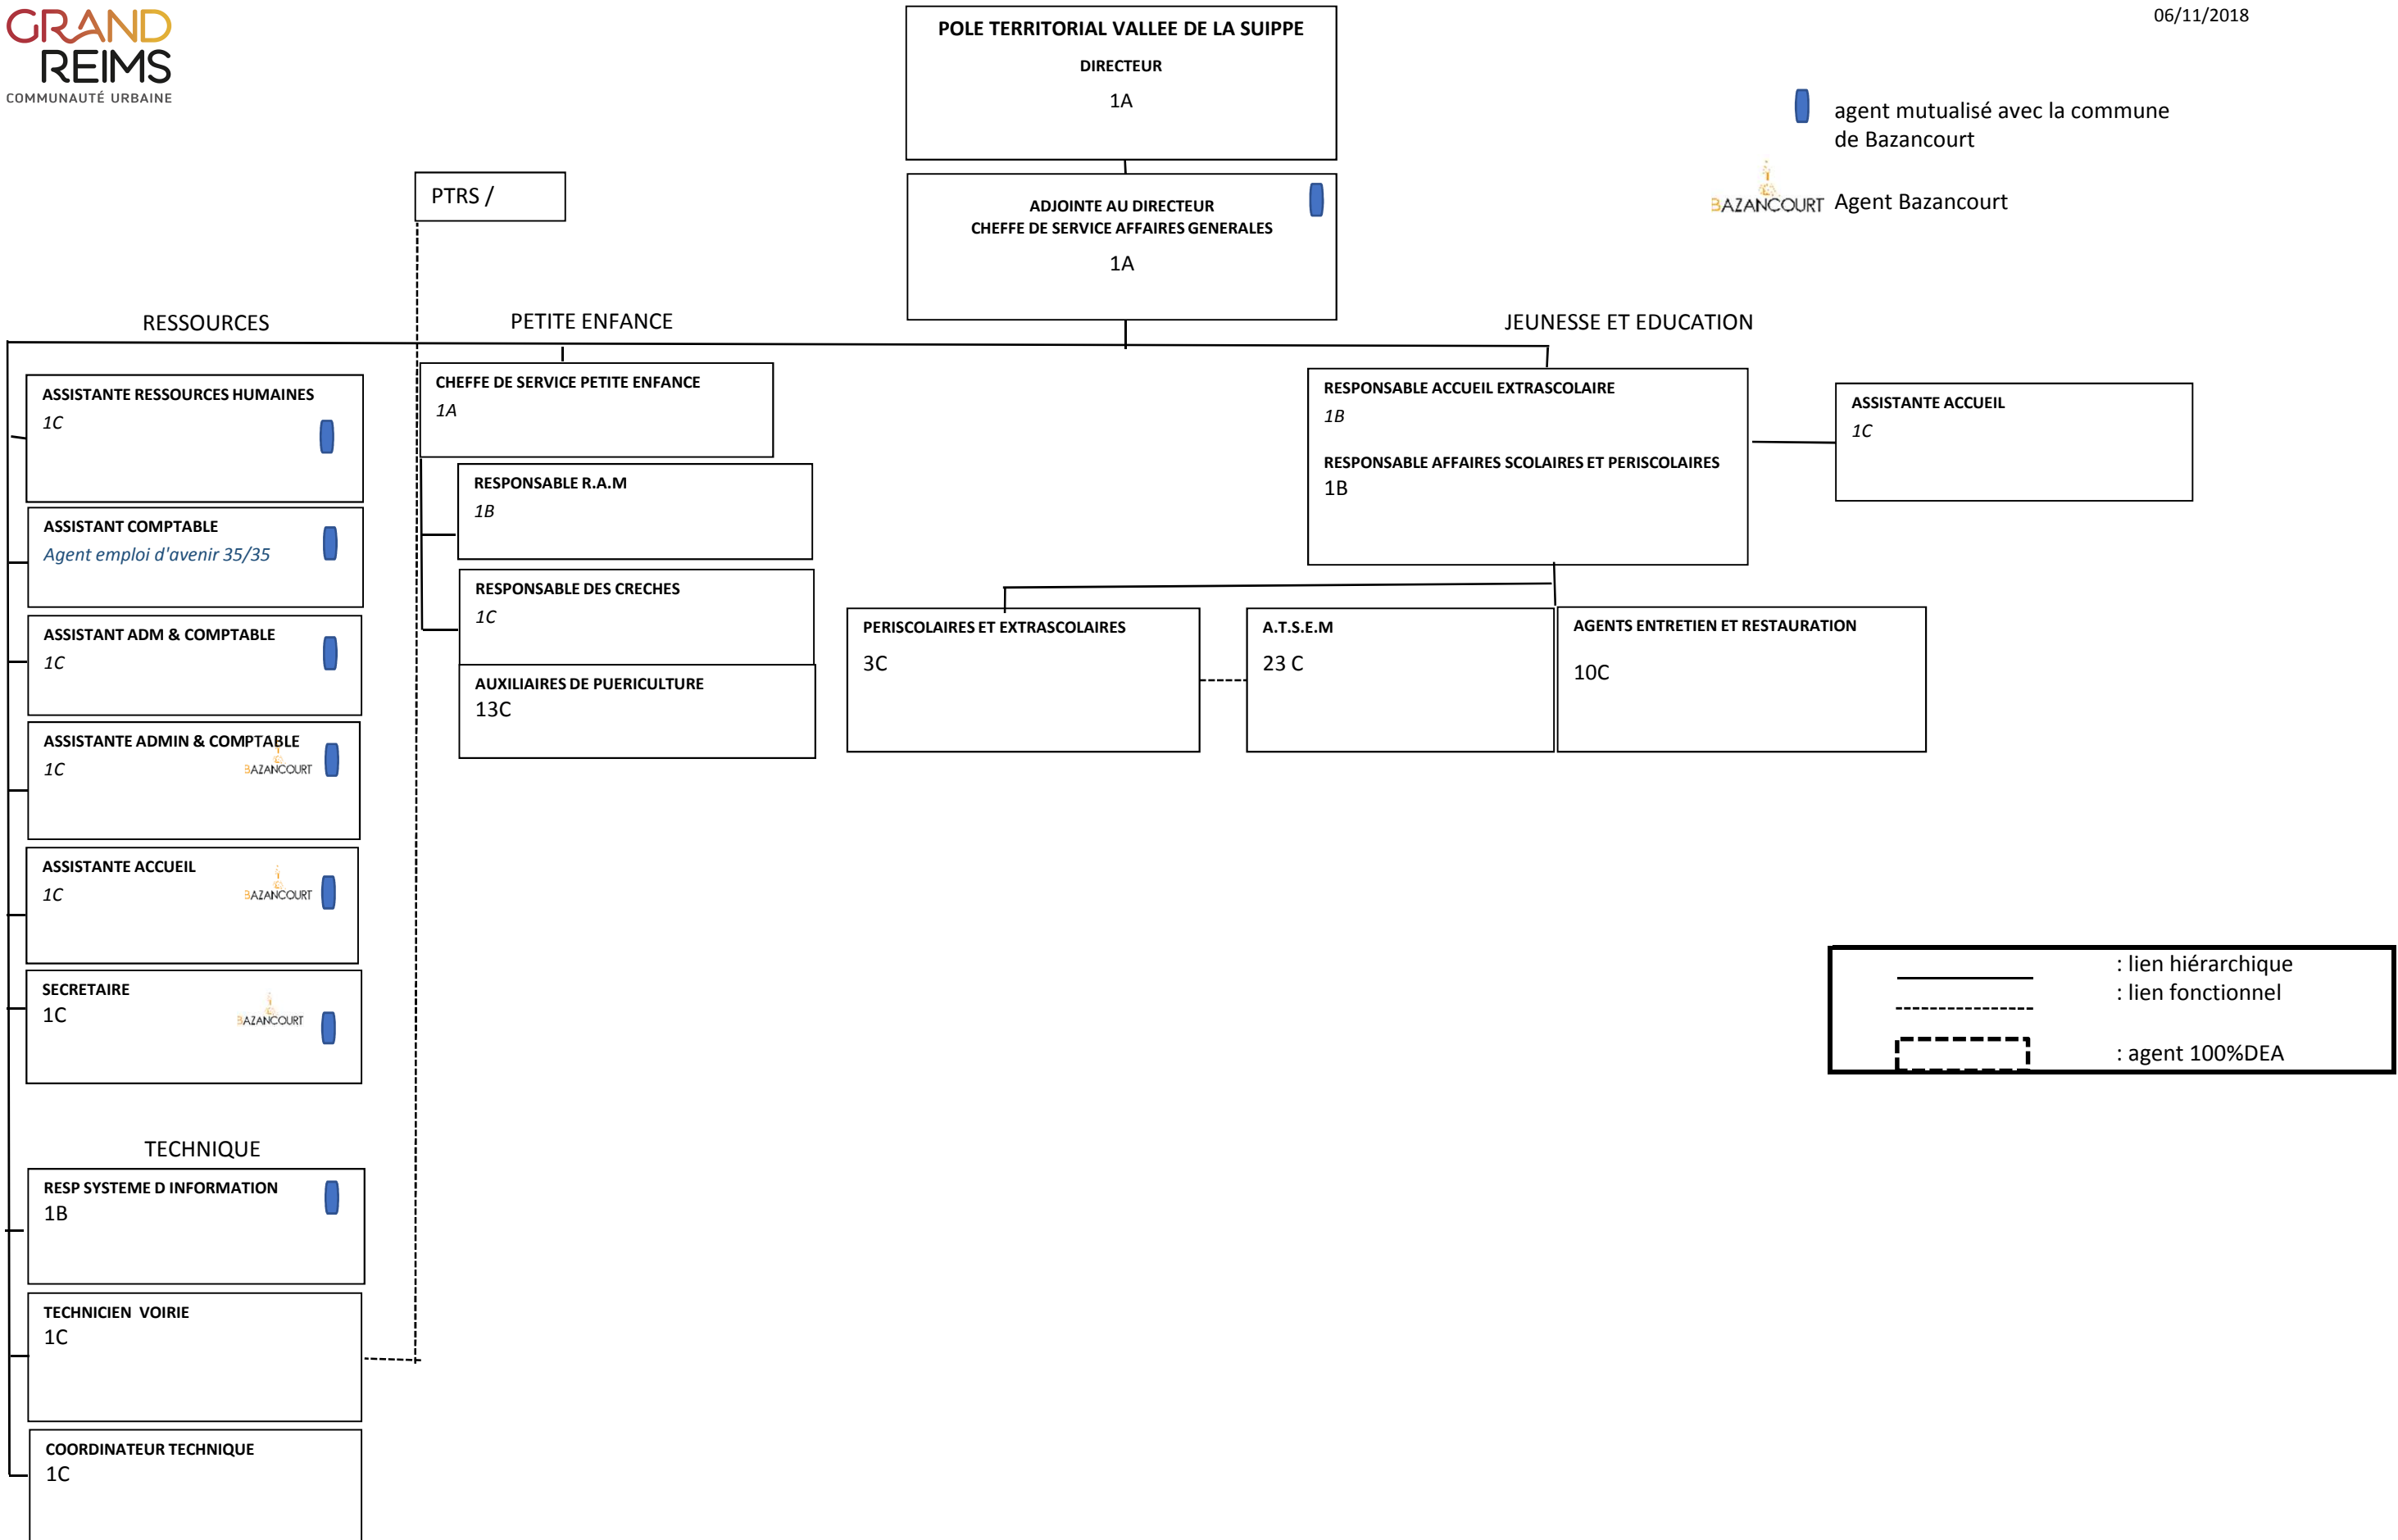 GRAND
REIMS
COMMUNAUTÉ URBAINE
06/11/2018
POLE TERRITORIAL VALLEE DE LA SUIPPE
DIRECTEUR
1A
agent mutualisé avec la commune
de Bazancourt
BAZANCOURT Agent Bazancourt
PTRS /
ADJOINTE AU DIRECTEUR
CHEFFE DE SERVICE AFFAIRES GENERALES
1A
RESSOURCES
PETITE ENFANCE
JEUNESSE ET EDUCATION
ASSISTANTE RESSOURCES HUMAINES
1C
ASSISTANT COMPTABLE
Agent emploi d'avenir 35/35
ASSISTANT ADM & COMPTABLE
1C
ASSISTANTE ADMIN & COMPTABLE
1C
BAZANCOURT
ASSISTANTE ACCUEIL
1C
BAZANCOURT
SECRETAIRE
1C
BAZANCOURT
TECHNIQUE
RESP SYSTEME D INFORMATION
1B
TECHNICIEN VOIRIE
1C
COORDINATEUR TECHNIQUE
1C
CHEFFE DE SERVICE PETITE ENFANCE
1A
RESPONSABLE R.A.M
1B
RESPONSABLE DES CRECHES
1C
AUXILIAIRES DE PUERICULTURE
13C
RESPONSABLE ACCUEIL EXTRASCOLAIRE
1B
RESPONSABLE AFFAIRES SCOLAIRES ET PERISCOLAIRES
1B
ASSISTANTE ACCUEIL
1C
PERISCOLAIRES ET EXTRASCOLAIRES
3C
A.T.S.E.M
23 C
AGENTS ENTRETIEN ET RESTAURATION
10C
: lien hiérarchique
: lien fonctionnel
: agent 100%DEA